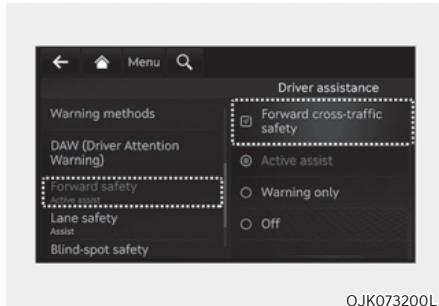 Menu
Driver assistance
Warning methods
Forward cross-traffic
safety
DAW (Driver Attention
Warning)
Active assist
Forward safety
Active assist
Warning only
Lane safety
Assist
Off
Blind-spot safety
OJK073200L